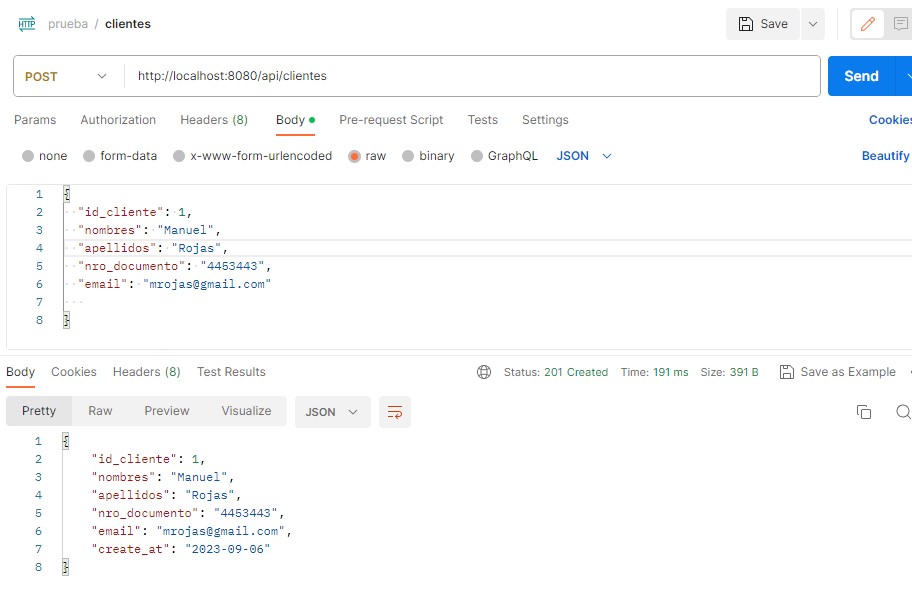 HTTP prueba / clientes Save
POST http://localhost:8080/api/clientes Send
Params Authorization Headers (8) Body Pre-request Script Tests Settings Cookies
none form-data x-www-form-urlencoded raw binary GraphQL JSON Beautify
1 {
2 "id_cliente": 1,
3 "nombres": "Manuel",
4 "apellidos": "Rojas",
5 "nro_documento": "4453443",
6 "email": "mrojas@gmail.com"
7
8 }
Body Cookies Headers (8) Test Results Status: 201 Created Time: 191 ms Size: 391 B Save as Example
Pretty Raw Preview Visualize JSON
1 {
2 "id_cliente": 1,
3 "nombres": "Manuel",
4 "apellidos": "Rojas",
5 "nro_documento": "4453443",
6 "email": "mrojas@gmail.com",
7 "create_at": "2023-09-06"
8 }